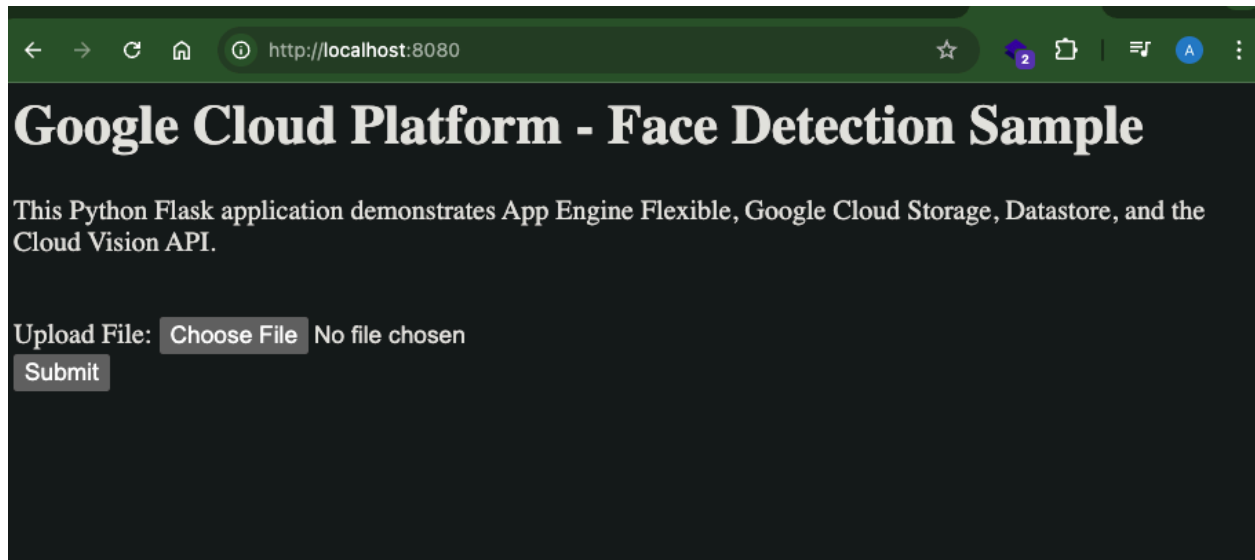 http://localhost:8080
2
A
Google Cloud Platform - Face Detection Sample
This Python Flask application demonstrates App Engine Flexible, Google Cloud Storage, Datastore, and the
Cloud Vision API.
Upload File: Choose File No file chosen
Submit